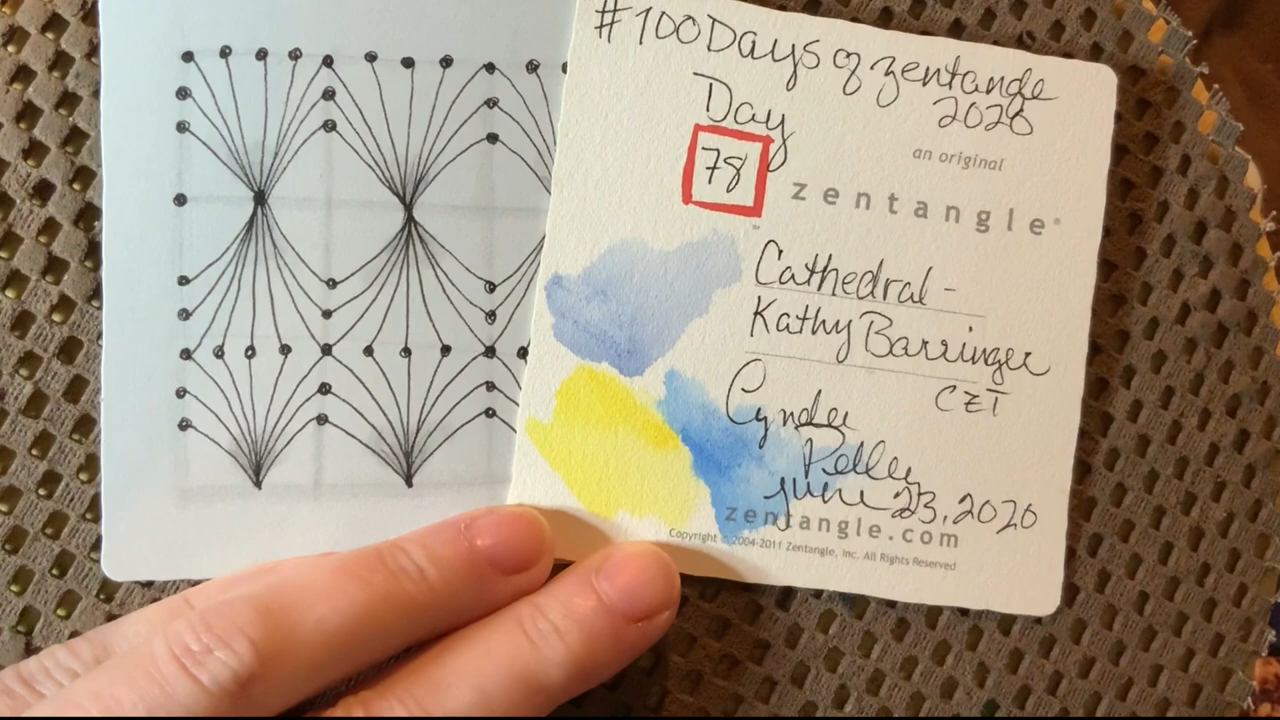 #100Days of zentangle
2020
Day
78
an original
zentangle®
Cathedral -
Kathy Barringer
CZT
Cyndee
Pelley
June 23, 2020
zentangle.com
Copyright © 2004-2011 Zentangle, Inc. All Rights Reserved